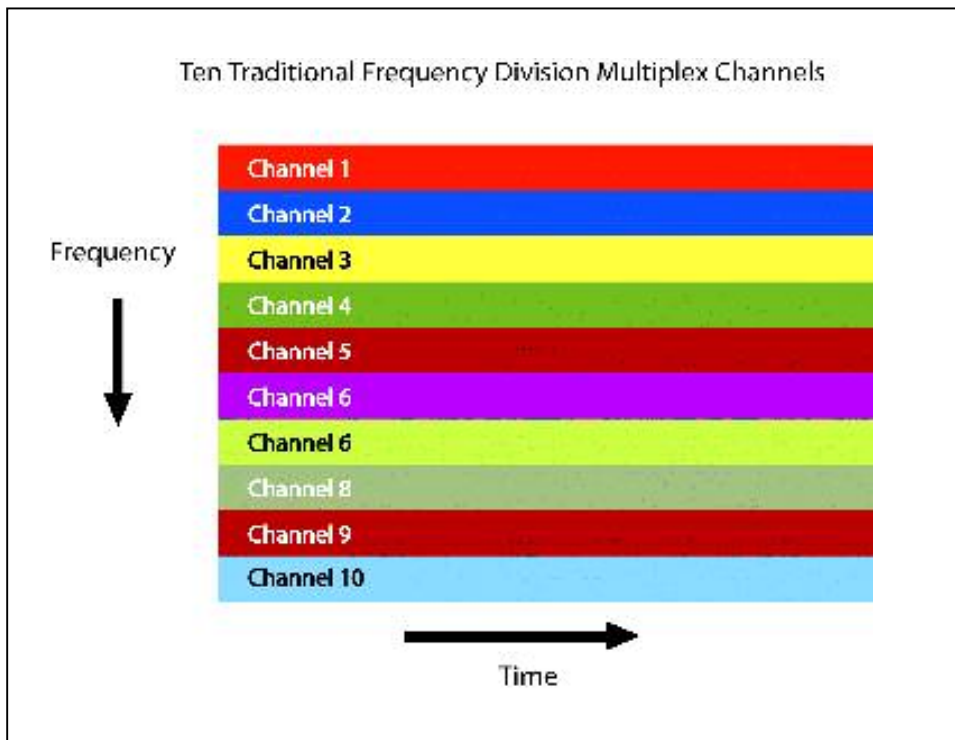 Ten Traditional Frequency Division Multiplex Channels
Channel 1
Channel 2
Frequency
Channel 3
Channel 4
Channel 5
Channel 6
Channel 6
Channel 8
Channel 9
Channel 10
Time